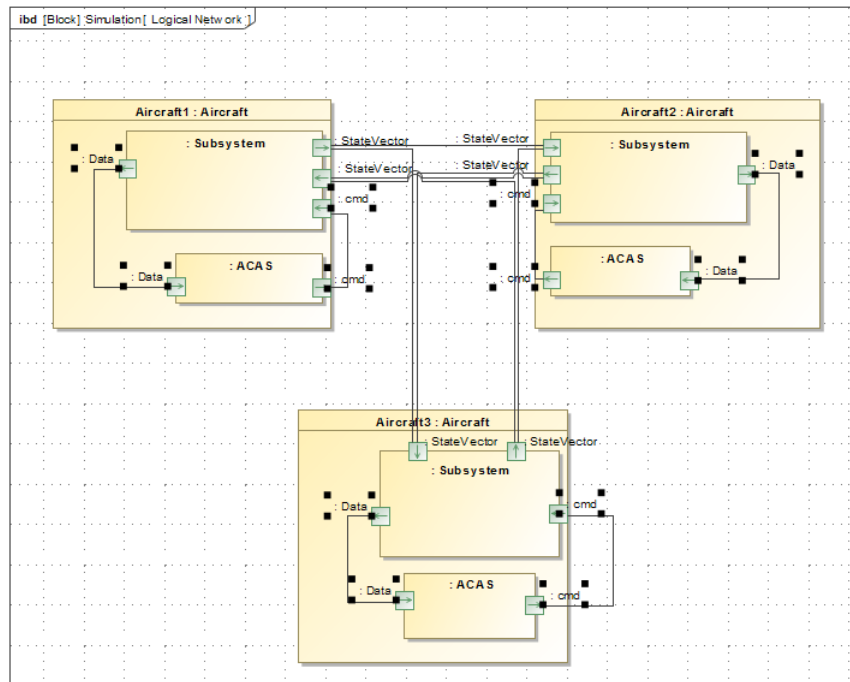 ibd [Block] Simulation[ Logical Network ]
Aircraft1 : Aircraft
: Subsystem
: Data
: StateVector
: StateVector
: cmd
: ACAS
: Data
: cmd
Aircraft2 : Aircraft
: StateVector
: Subsystem
: StateVector
: Data
: cmd
: ACAS
: cmd
: Data
Aircraft3 : Aircraft
: StateVector
: StateVector
: Subsystem
: Data
: cmd
: ACAS
: Data
: cmd